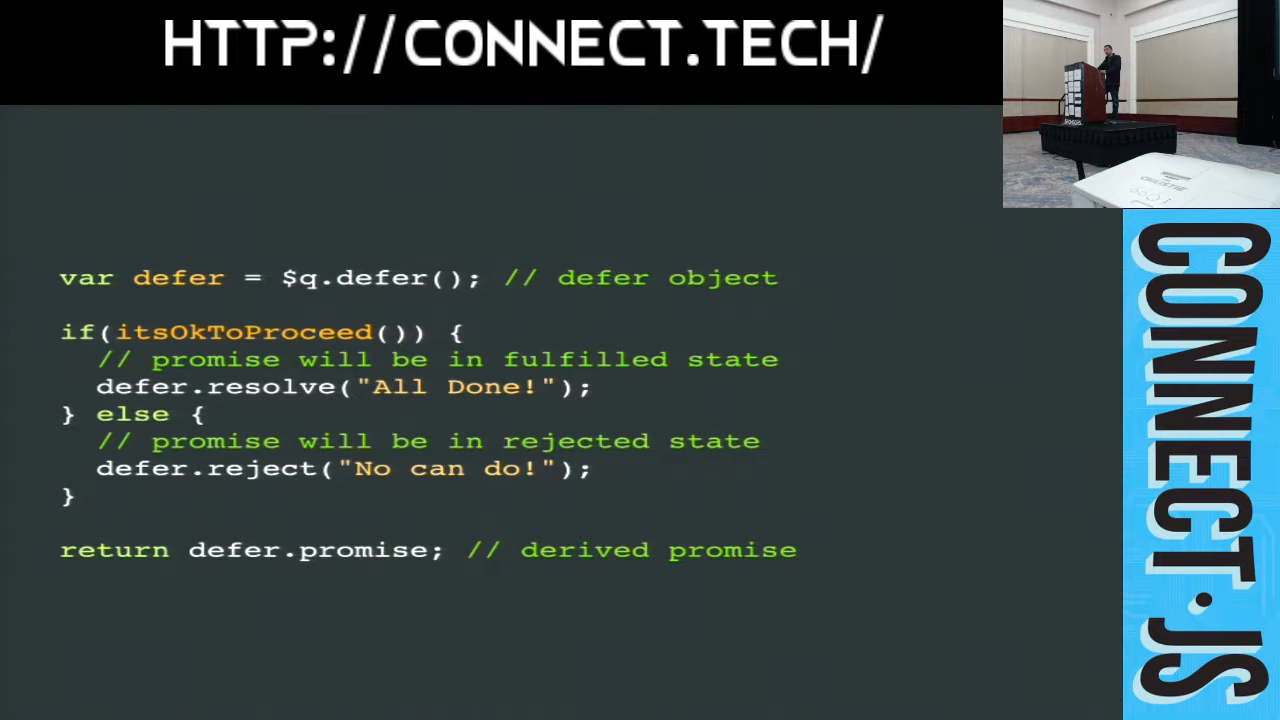 HTTP://CONNECT.TECH/
var defer = $q.defer(); // defer object
if(itsOkToProceed()) {
// promise will be in fulfilled state
defer.resolve("All Done!");
} else {
// promise will be in rejected state
defer.reject("No can do!");
}
return defer.promise; // derived promise
CONNECT.JS
CHRISTIE